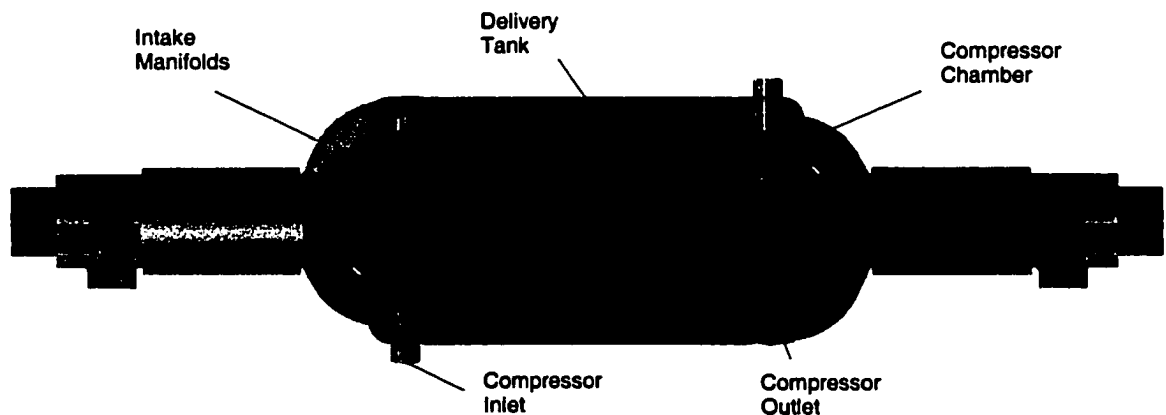 Intake
Manifolds
Delivery
Tank
Compressor
Chamber
Compressor
Inlet
Compressor
Outlet